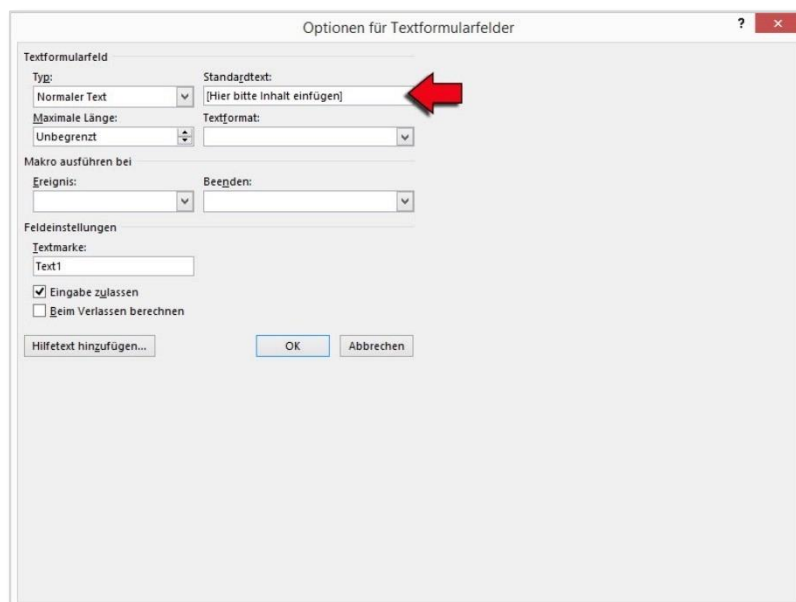 Optionen für Textformularfelder
?
Textformularfeld
Typ:
Standardtext:
Normaler Text
[Hier bitte Inhalt einfügen]
Maximale Länge:
Textformat:
Unbegrenzt
Makro ausführen bei
Ereignis:
Beenden:
Feldeinstellungen
Textmarke:
Text1
Eingabe zulassen
Beim Verlassen berechnen
Hilfetext hinzufügen...
OK
Abbrechen